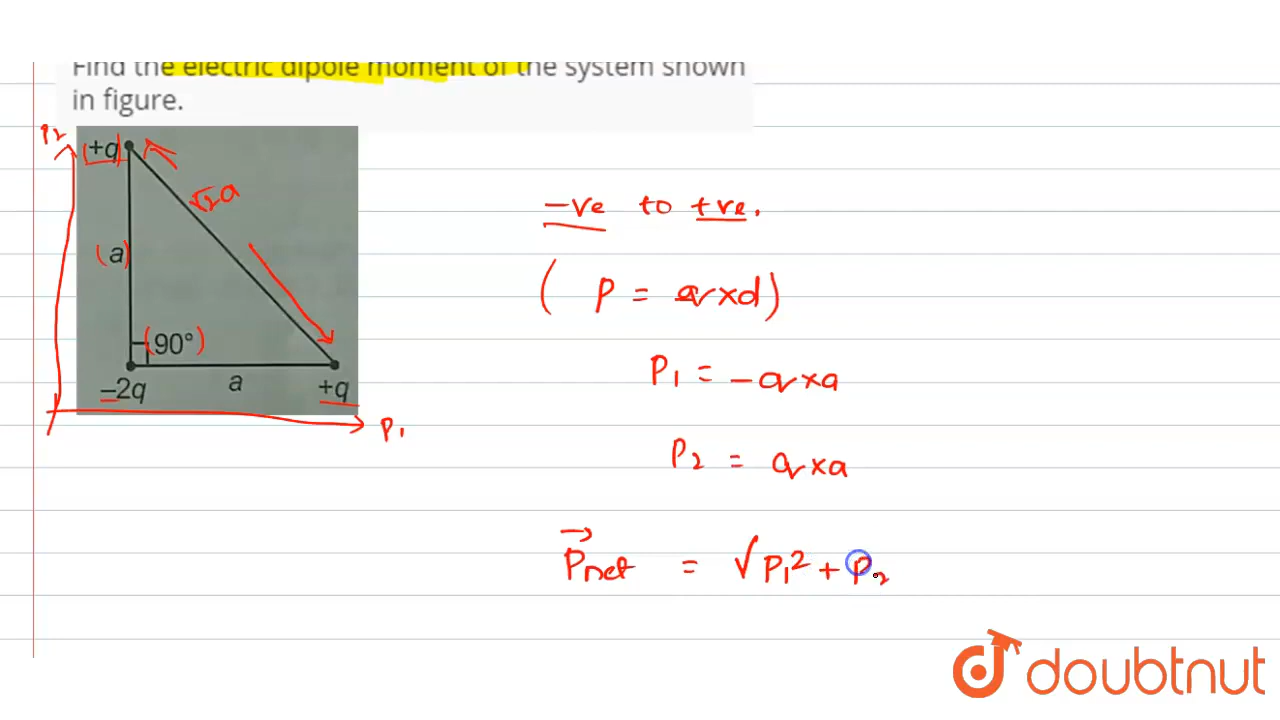 Find the electric dipole moment of the system shown
in figure.
P2
(+q)
√2a
(a)
(90°)
-2q
a
+q
P1
-ve to +ve.
( P = q×d)
P1 = -q×a
P2 = q×a
Pnet = √P1² + P2
doubtnut